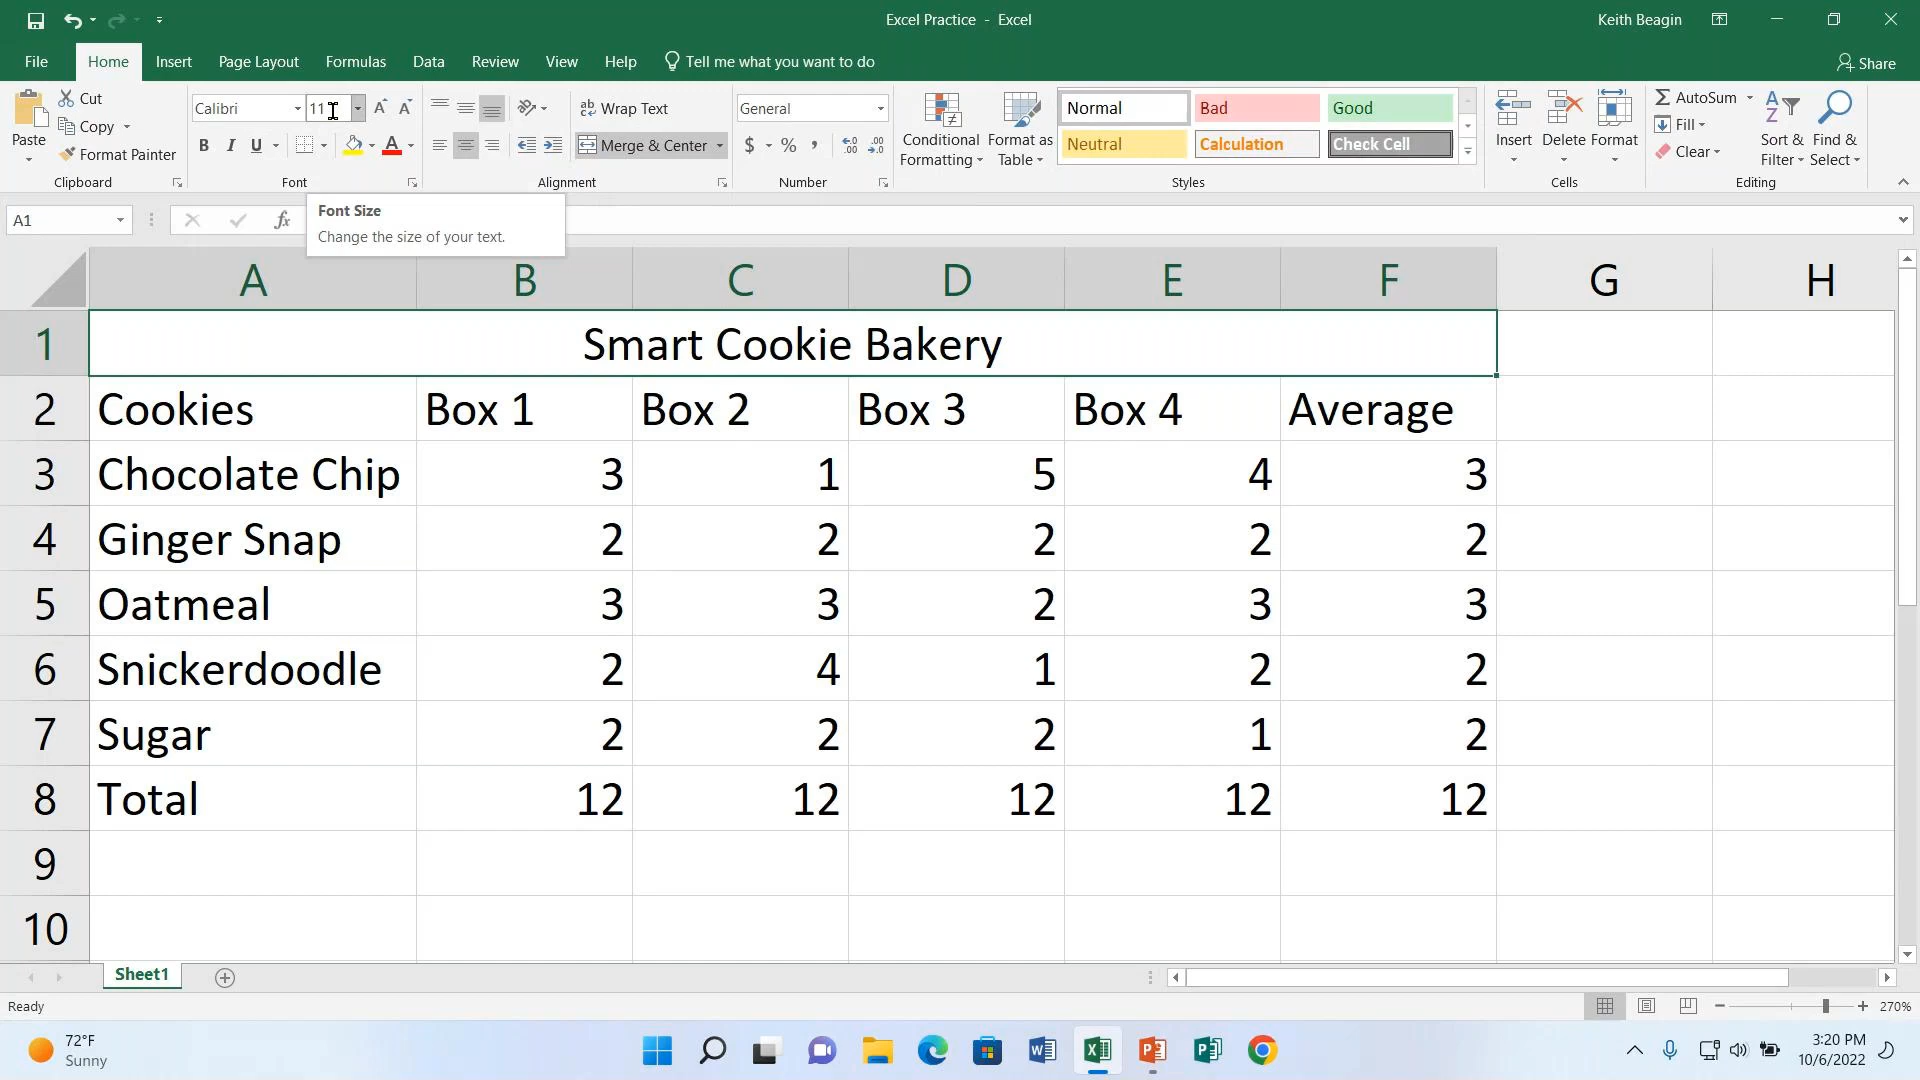 Excel Practice - Excel
Keith Beagin
File Home Insert Page Layout Formulas Data Review View Help Tell me what you want to do
Share
Paste
Cut
Copy
Format Painter
Clipboard
Calibri 11
B I U A
Font
Font Size
Change the size of your text.
Wrap Text
Merge & Center
Alignment
General
$ % ,
Number
Conditional Formatting
Format as Table
Normal Bad Good
Neutral Calculation Check Cell
Styles
Insert Delete Format
Cells
AutoSum
Fill
Clear
Sort & Filter
Find & Select
Editing
A1
fx
A B C D E F G H
1 Smart Cookie Bakery
2 Cookies Box 1 Box 2 Box 3 Box 4 Average
3 Chocolate Chip 3 1 5 4 3
4 Ginger Snap 2 2 2 2 2
5 Oatmeal 3 3 2 3 3
6 Snickerdoodle 2 4 1 2 2
7 Sugar 2 2 2 1 2
8 Total 12 12 12 12 12
9
10
Sheet1
Ready
270%
72°F
Sunny
3:20 PM
10/6/2022